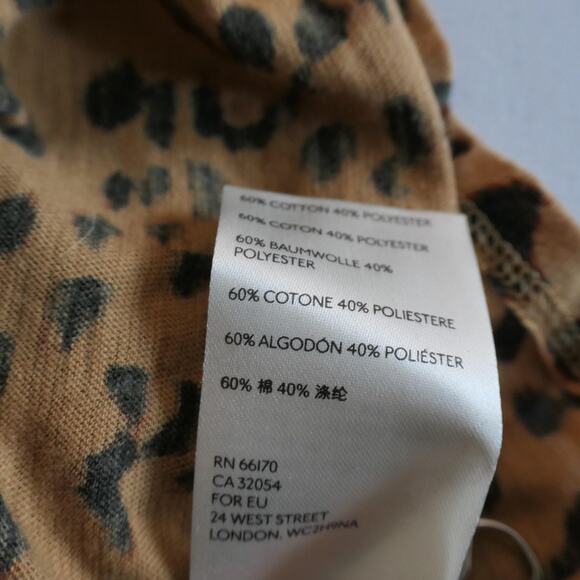 60% COTTON 40% POLYESTER
60% COTON 40% POLYESTER
60% BAUMWOLLE 40%
POLYESTER
60% COTONE 40% POLIESTERE
60% ALGODÓN 40% POLIÉSTER
60% 棉 40% 涤纶
RN 66170
CA 32054
FOR EU
24 WEST STREET
LONDON. WC2H9NA